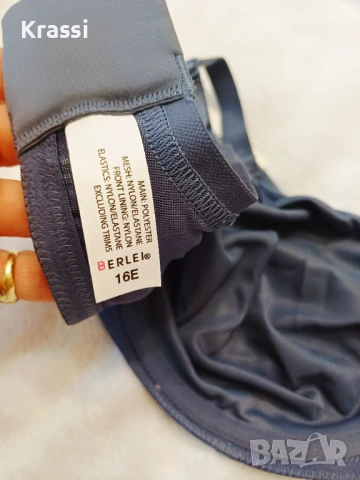 Krassi
MAIN: POLYESTER
MESH: NYLON/ELASTANE
FRONT LINING: NYLON
ELASTICS: NYLON/ELASTANE
EXCLUDING TRIMS
BERLEI®
16E
BAZAR
.bg